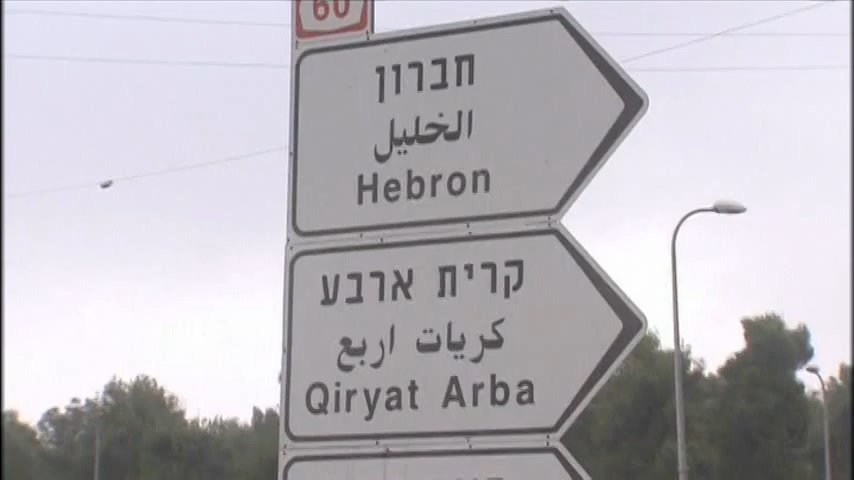 60
חברון
الخليل
Hebron
קרית ארבע
كريات اربع
Qiryat Arba